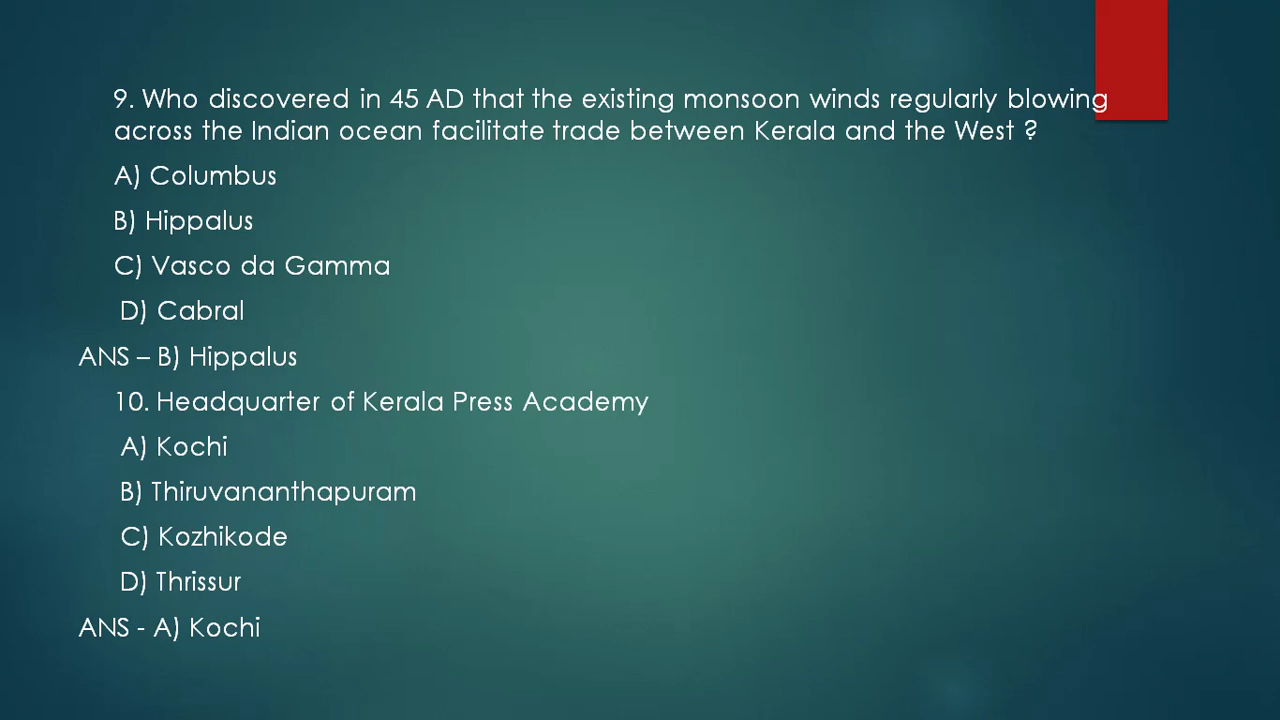 9. Who discovered in 45 AD that the existing monsoon winds regularly blowing
across the Indian ocean facilitate trade between Kerala and the West ?
A) Columbus
B) Hippalus
C) Vasco da Gamma
D) Cabral
ANS – B) Hippalus
10. Headquarter of Kerala Press Academy
A) Kochi
B) Thiruvananthapuram
C) Kozhikode
D) Thrissur
ANS - A) Kochi